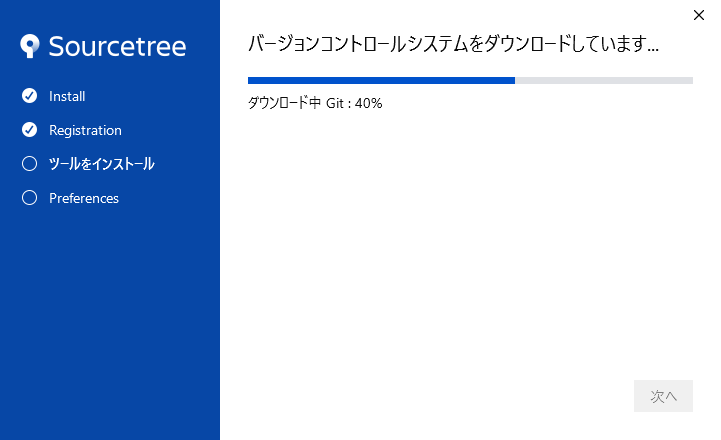 Sourcetree
Install
Registration
ツールをインストール
Preferences
バージョンコントロールシステムをダウンロードしています...
ダウンロード中 Git : 40%
次へ